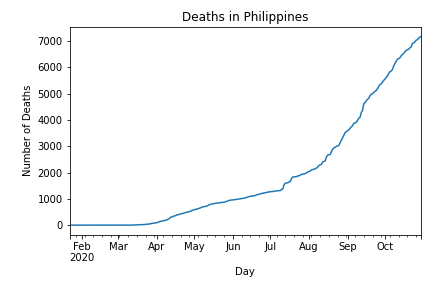 Deaths in Philippines
Number of Deaths
7000
6000
5000
4000
3000
2000
1000
0
Feb Mar Apr May Jun Jul Aug Sep Oct
2020
Day